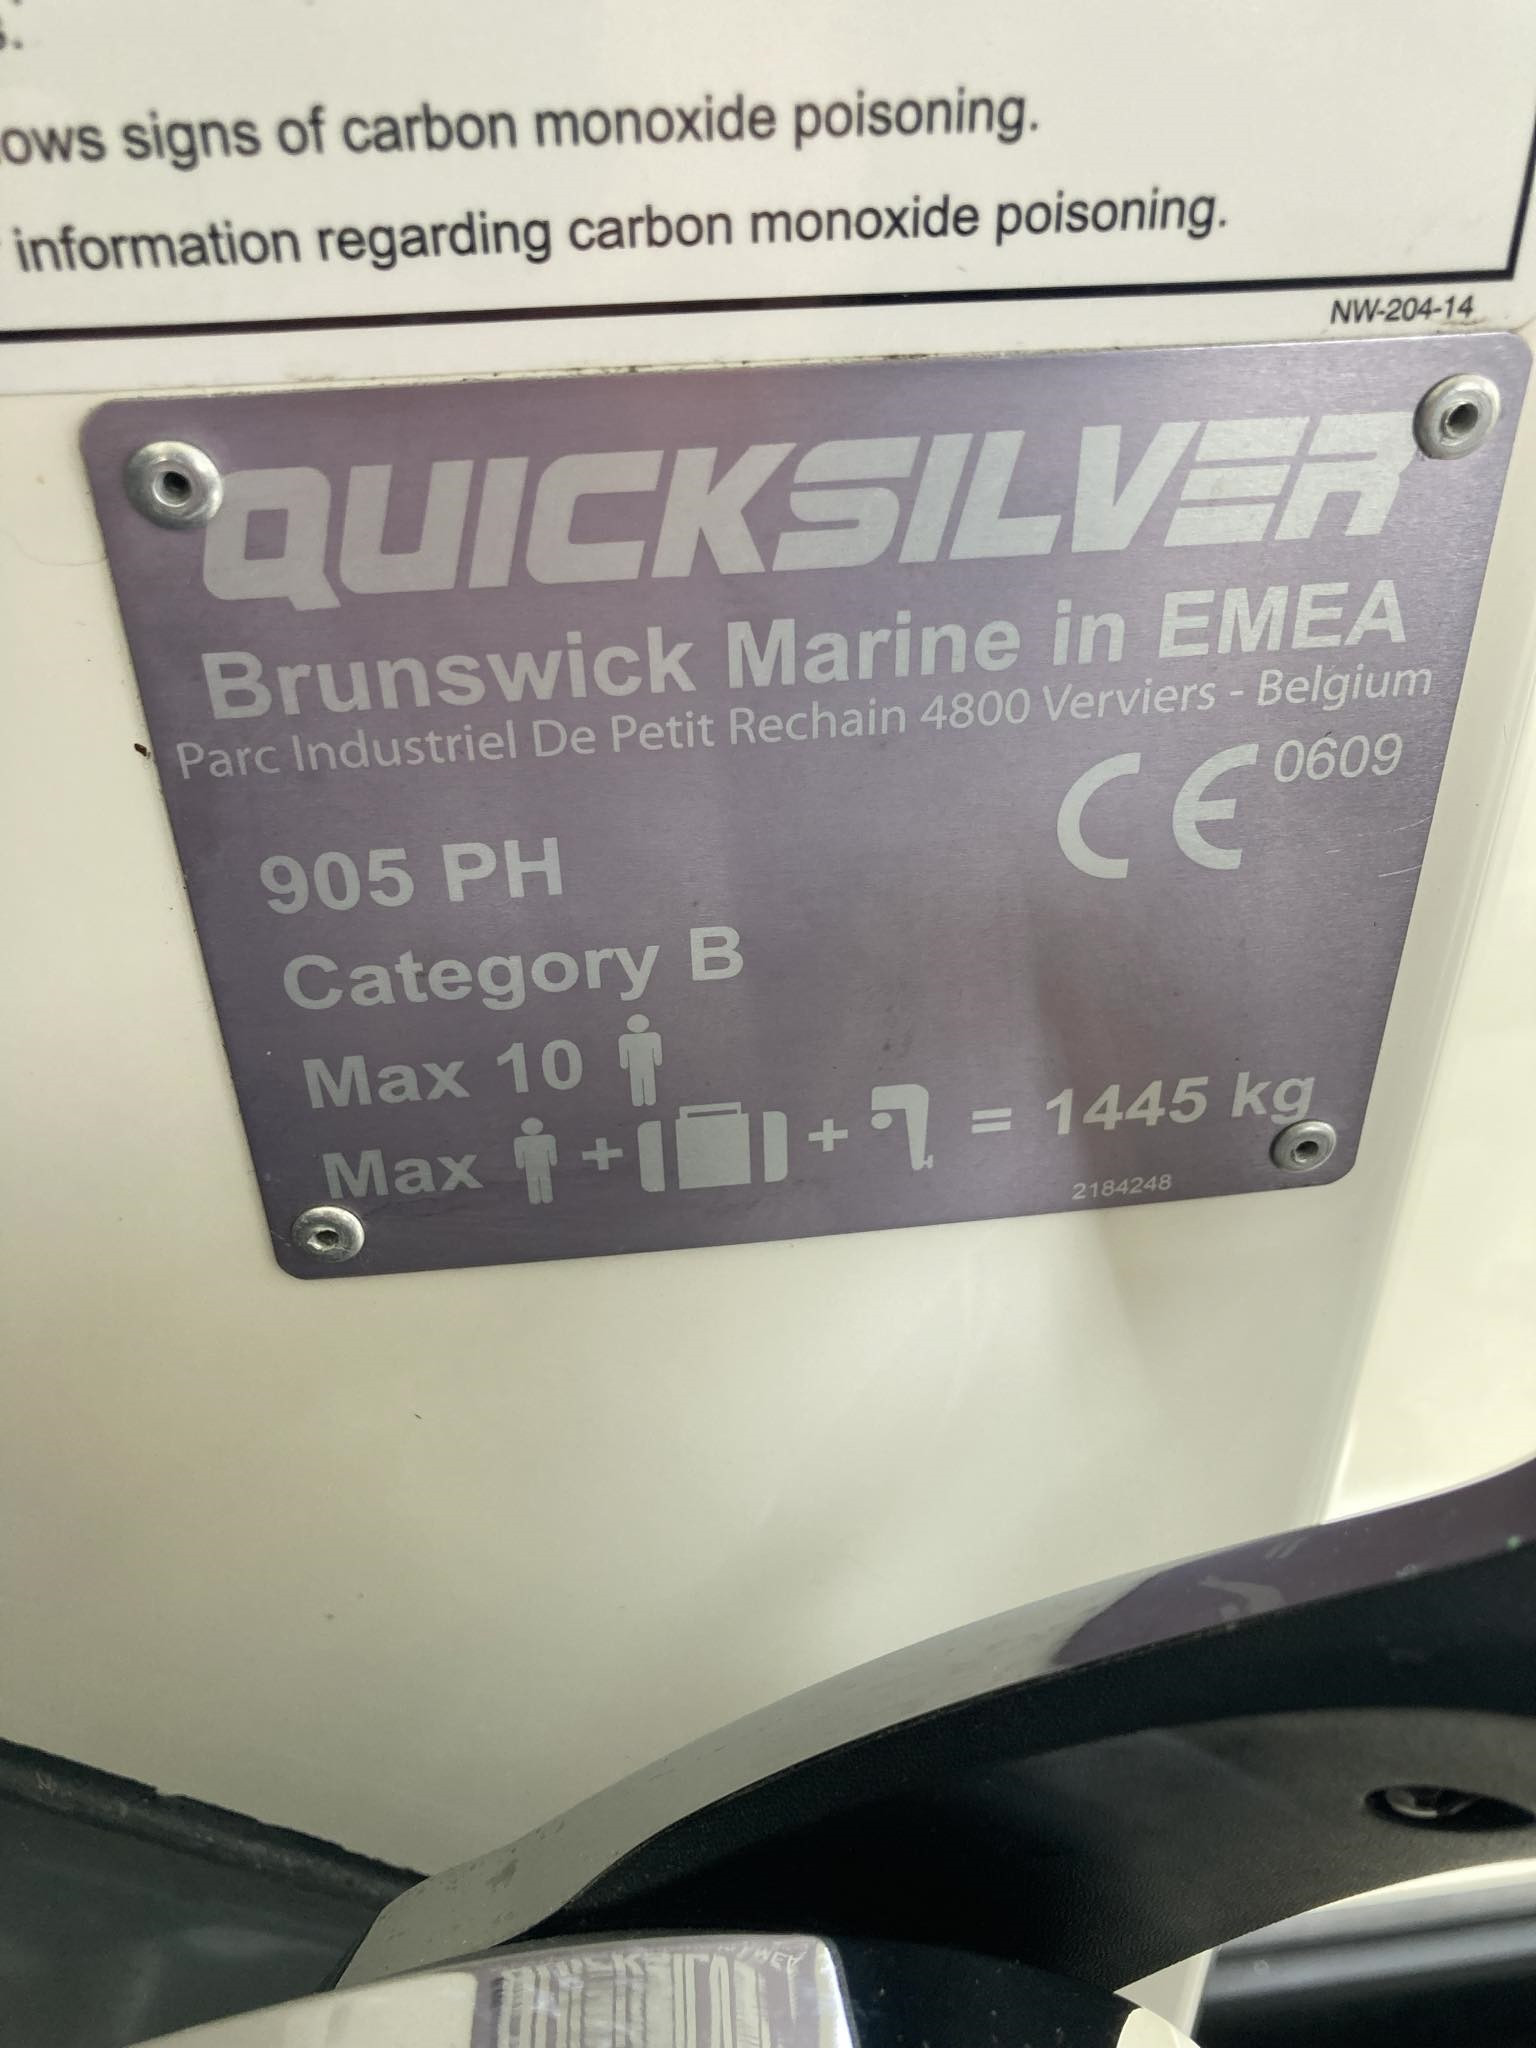 ows signs of carbon monoxide poisoning.
information regarding carbon monoxide poisoning.
NW-204-14
QUICKSILVER
Brunswick Marine in EMEA
Parc Industriel De Petit Rechain 4800 Verviers - Belgium
CE 0609
905 PH
Category B
Max 10
Max + + = 1445 kg
2184248